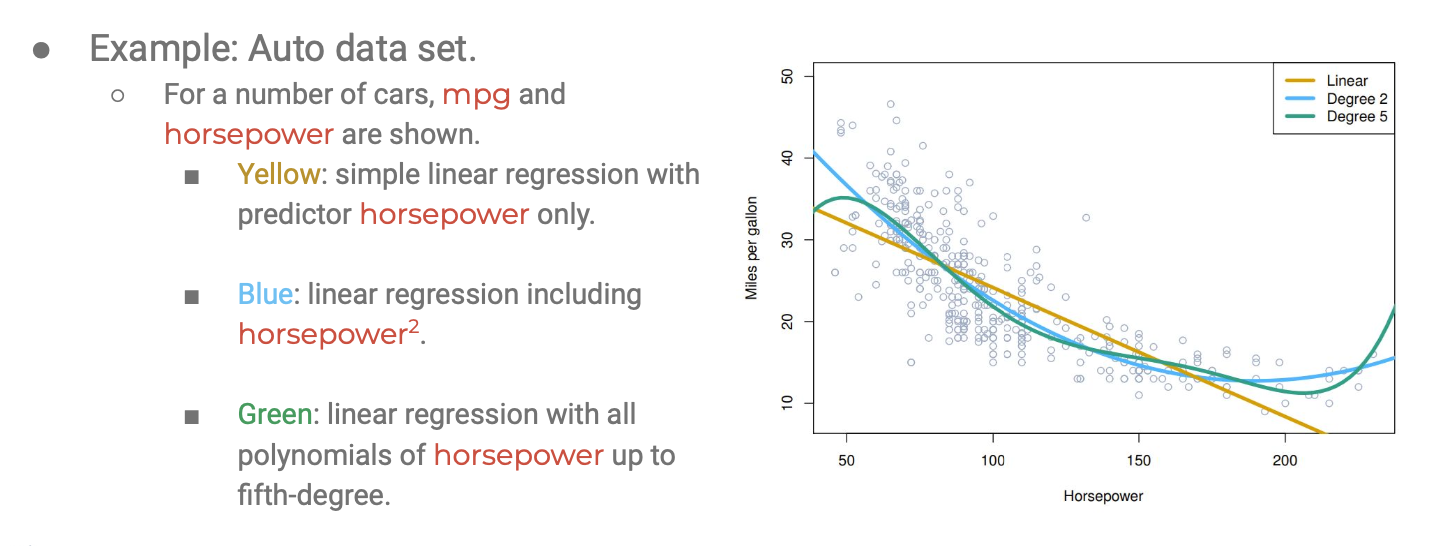 ● Example: Auto data set.
○ For a number of cars, mpg and
horsepower are shown.
■ Yellow: simple linear regression with
predictor horsepower only.
■ Blue: linear regression including
horsepower².
■ Green: linear regression with all
polynomials of horsepower up to
fifth-degree.
Linear
Degree 2
Degree 5
Miles per gallon
50
40
30
20
10
50 100 150 200
Horsepower